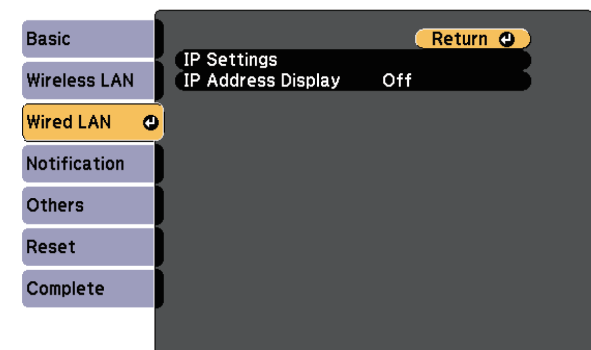 Basic
Wireless LAN
Wired LAN
Notification
Others
Reset
Complete
Return
IP Settings
IP Address Display Off